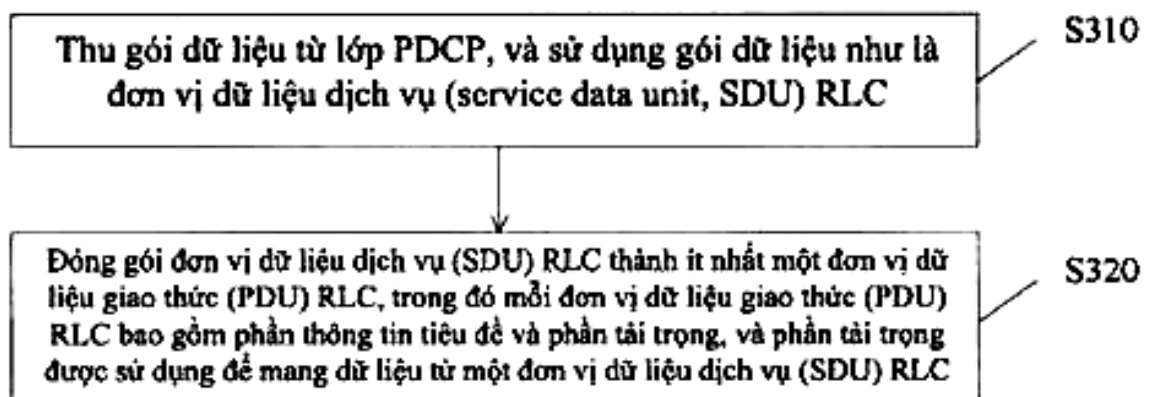 Thu gói dữ liệu từ lớp PDCP, và sử dụng gói dữ liệu như là
đơn vị dữ liệu dịch vụ (service data unit, SDU) RLC
S310
Đóng gói đơn vị dữ liệu dịch vụ (SDU) RLC thành ít nhất một đơn vị dữ
liệu giao thức (PDU) RLC, trong đó mỗi đơn vị dữ liệu giao thức (PDU)
RLC bao gồm phần thông tin tiêu đề và phần tải trọng, và phần tải trọng
được sử dụng để mang dữ liệu từ một đơn vị dữ liệu dịch vụ (SDU) RLC
S320